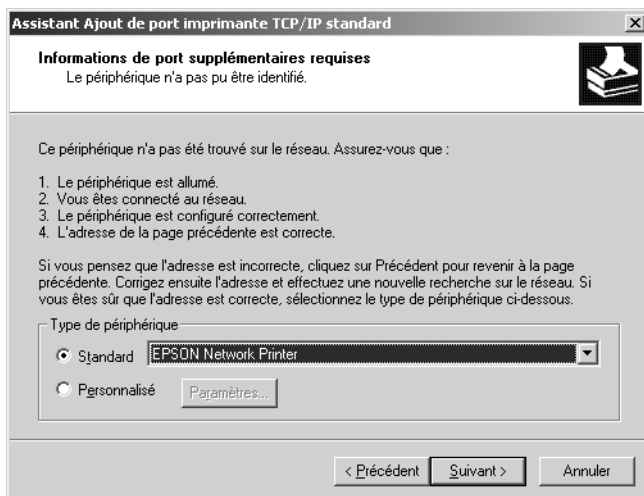 Assistant Ajout de port imprimante TCP/IP standard
Informations de port supplémentaires requises
Le périphérique n'a pas pu être identifié.
Ce périphérique n'a pas été trouvé sur le réseau. Assurez-vous que :
1. Le périphérique est allumé.
2. Vous êtes connecté au réseau.
3. Le périphérique est configuré correctement.
4. L'adresse de la page précédente est correcte.
Si vous pensez que l'adresse est incorrecte, cliquez sur Précédent pour revenir à la page
précédente. Corrigez ensuite l'adresse et effectuez une nouvelle recherche sur le réseau. Si
vous êtes sûr que l'adresse est correcte, sélectionnez le type de périphérique ci-dessous.
Type de périphérique
Standard EPSON Network Printer
Personnalisé Paramètres...
< Précédent Suivant > Annuler